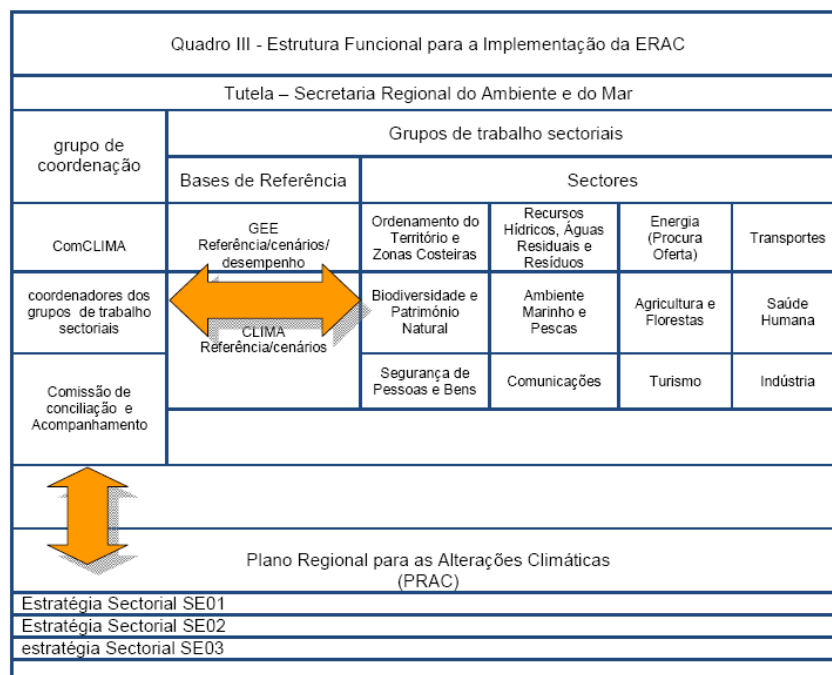 Quadro III - Estrutura Funcional para a Implementação da ERAC
Tutela – Secretaria Regional do Ambiente e do Mar
grupo de
coordenação
Grupos de trabalho sectoriais
Bases de Referência
Sectores
ComCLIMA
GEE
Referência/cenários/
desempenho
Ordenamento do
Território e
Zonas Costeiras
Recursos
Hídricos, Águas
Residuais e
Resíduos
Energia
(Procura
Oferta)
Transportes
coordenadores dos
grupos de trabalho
sectoriais
CLIMA
Referência/cenários
Biodiversidade e
Património
Natural
Ambiente
Marinho e
Pescas
Agricultura e
Florestas
Saúde
Humana
Comissão de
conciliação e
Acompanhamento
Segurança de
Pessoas e Bens
Comunicações
Turismo
Indústria
Plano Regional para as Alterações Climáticas
(PRAC)
Estratégia Sectorial SE01
Estratégia Sectorial SE02
estratégia Sectorial SE03